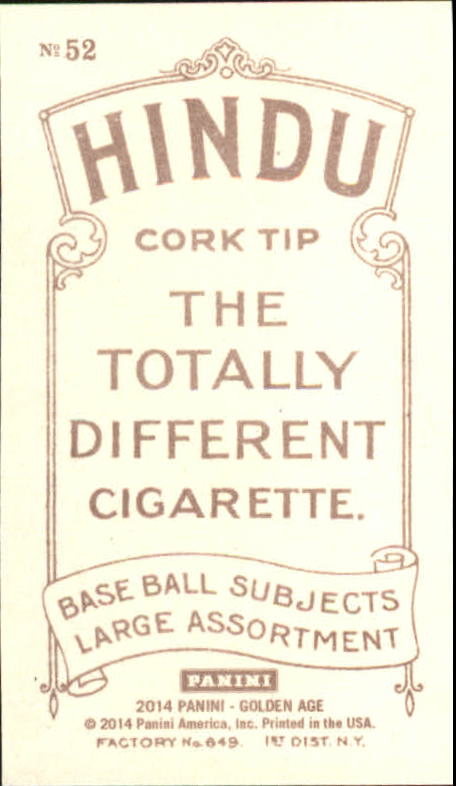 Nº 52
HINDU
CORK TIP
THE
TOTALLY
DIFFERENT
CIGARETTE.
BASE BALL SUBJECTS
LARGE ASSORTMENT
PANINI
2014 PANINI - GOLDEN AGE
© 2014 Panini America, Inc. Printed in the USA.
FACTORY No. 649. 1ST DIST. N.Y.